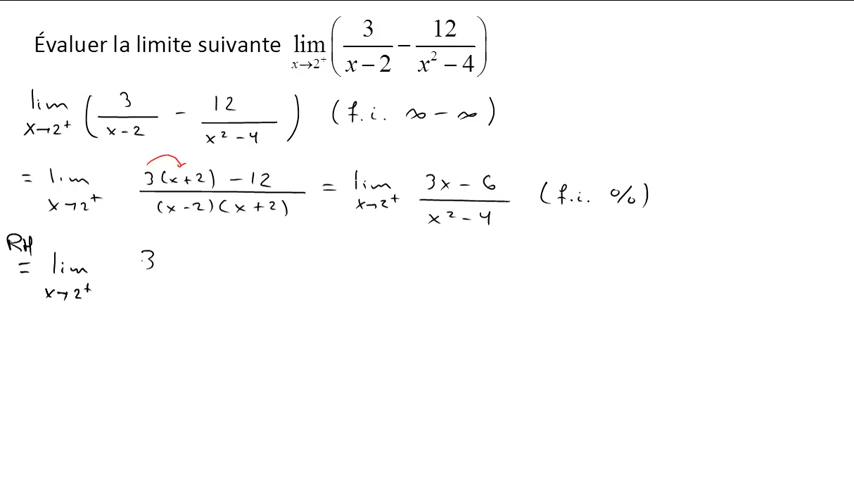 Évaluer la limite suivante lim x→2⁺ ( 3/(x−2) − 12/(x²−4) )
lim x→2⁺ ( 3/(x−2) − 12/(x²−4) ) (f.i. ∞−∞)
= lim x→2⁺ (3(x+2) −12)/((x−2)(x+2)) = lim x→2⁺ (3x−6)/(x²−4) (f.i. 0/0)
RH
= lim x→2⁺ 3